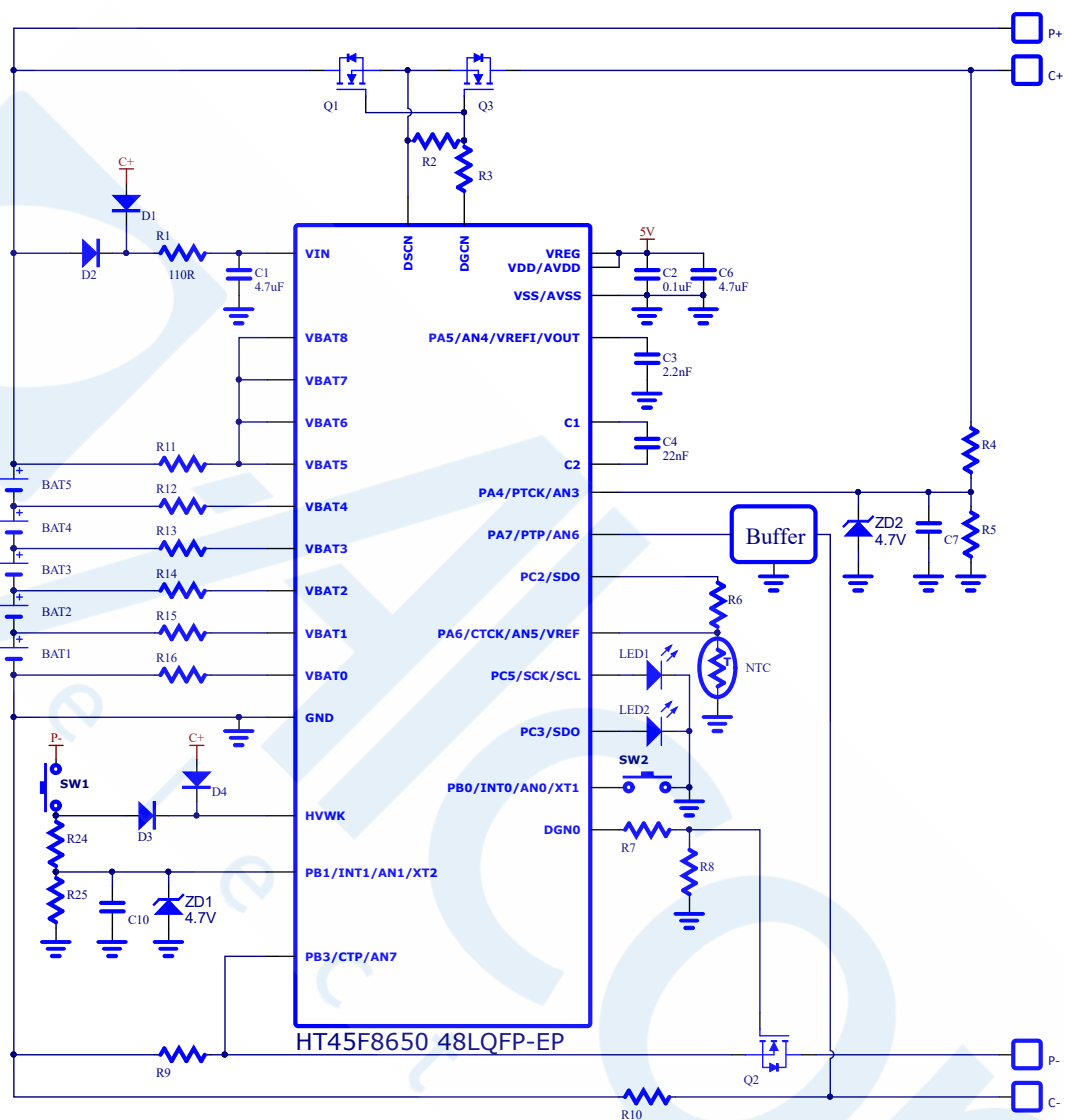 P+
C+
Q1
Q3
R2
R3
C+
D1
D2
R1
110R
C1
4.7uF
VIN
DSCN
DGCN
VREG
VDD/AVDD
VSS/AVSS
5V
C2
0.1uF
C6
4.7uF
VBAT8
PA5/AN4/VREFI/VOUT
C3
2.2nF
VBAT7
VBAT6
C1
C4
22nF
R11
VBAT5
C2
R4
+
BAT5
R12
VBAT4
PA4/PTCK/AN3
+
BAT4
R13
VBAT3
PA7/PTP/AN6
Buffer
ZD2
4.7V
C7
R5
+
BAT3
R14
VBAT2
PC2/SDO
R6
+
BAT2
R15
VBAT1
PA6/CTCK/AN5/VREF
+
BAT1
R16
VBAT0
PC5/SCK/SCL
LED1
T
NTC
GND
PC3/SDO
LED2
P-
C+
SW1
D4
SW2
PB0/INT0/AN0/XT1
D3
HVWK
DGN0
R7
R8
R24
PB1/INT1/AN1/XT2
R25
C10
ZD1
4.7V
PB3/CTP/AN7
HT45F8650 48LQFP-EP
R9
Q2
P-
R10
C-